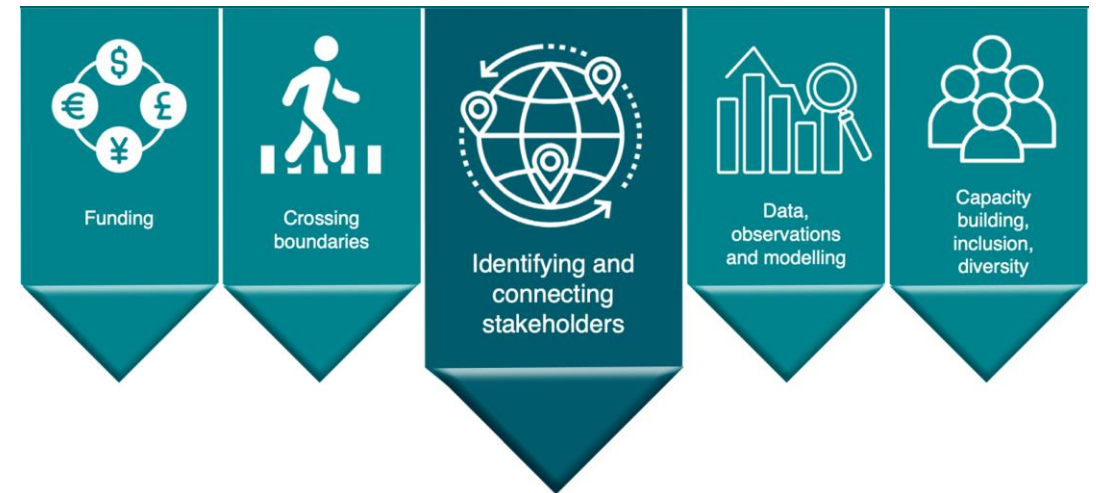 $
€
£
¥
Funding
Crossing
boundaries
Identifying and
connecting
stakeholders
Data,
observations
and modelling
Capacity
building,
inclusion,
diversity